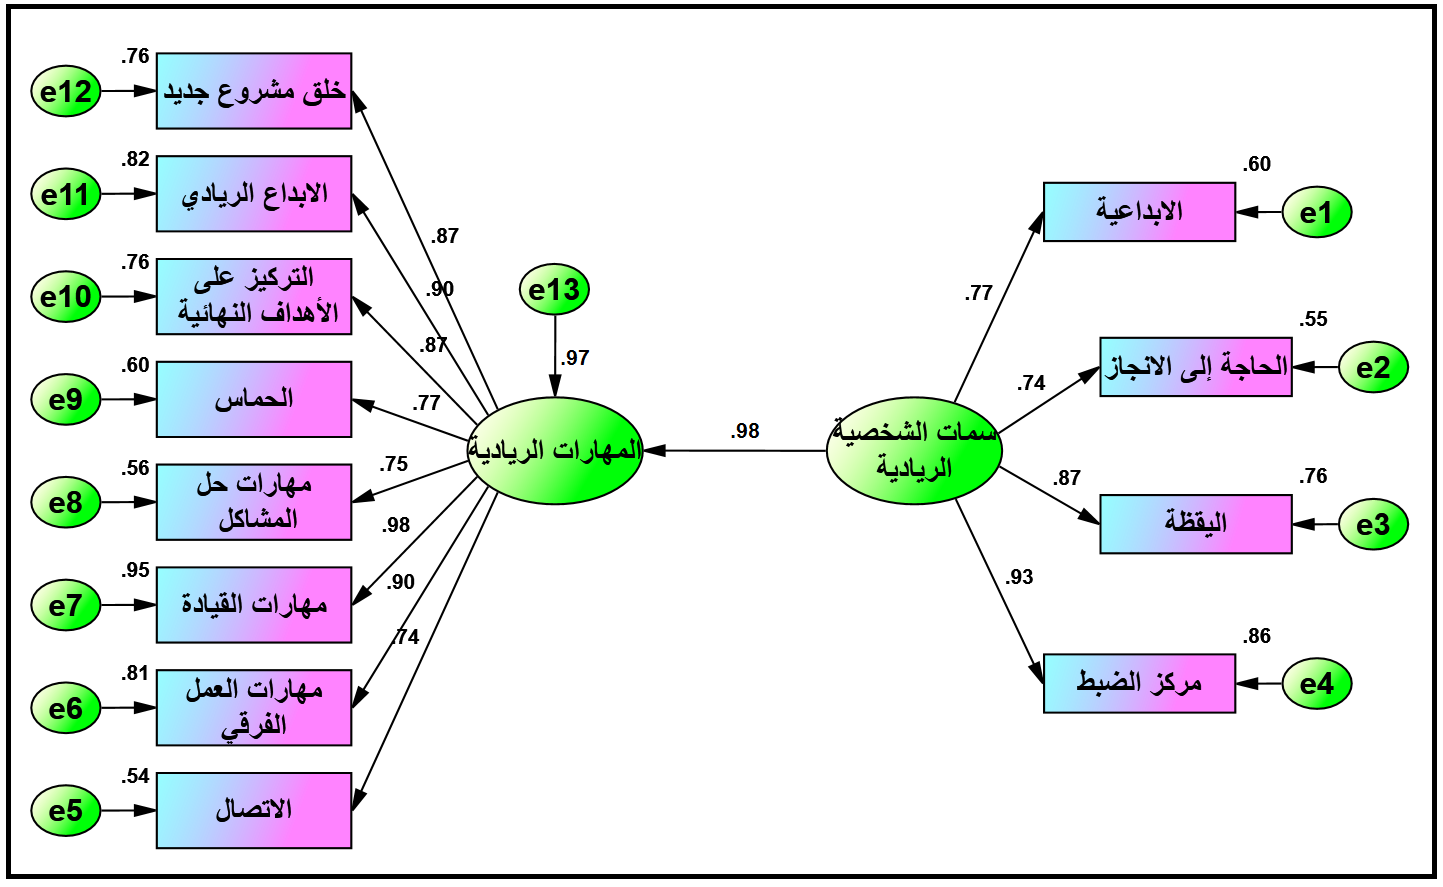 .76
e12
خلق مشروع جديد
.82
e11
الابداع الريادي
.76
e10
التركيز على
الأهداف النهائية
.60
e9
الحماس
.56
e8
مهارات حل
المشاكل
.95
e7
مهارات القيادة
.81
e6
مهارات العمل
الفرقي
.54
e5
الاتصال
.87
.90
.87
.77
.75
.98
.90
.74
e13
.97
المهارات الريادية
.98
سمات الشخصية
الريادية
.77
.74
.87
.93
.60
الابداعية
e1
.55
الحاجة إلى الانجاز
e2
.76
اليقظة
e3
.86
مركز الضبط
e4